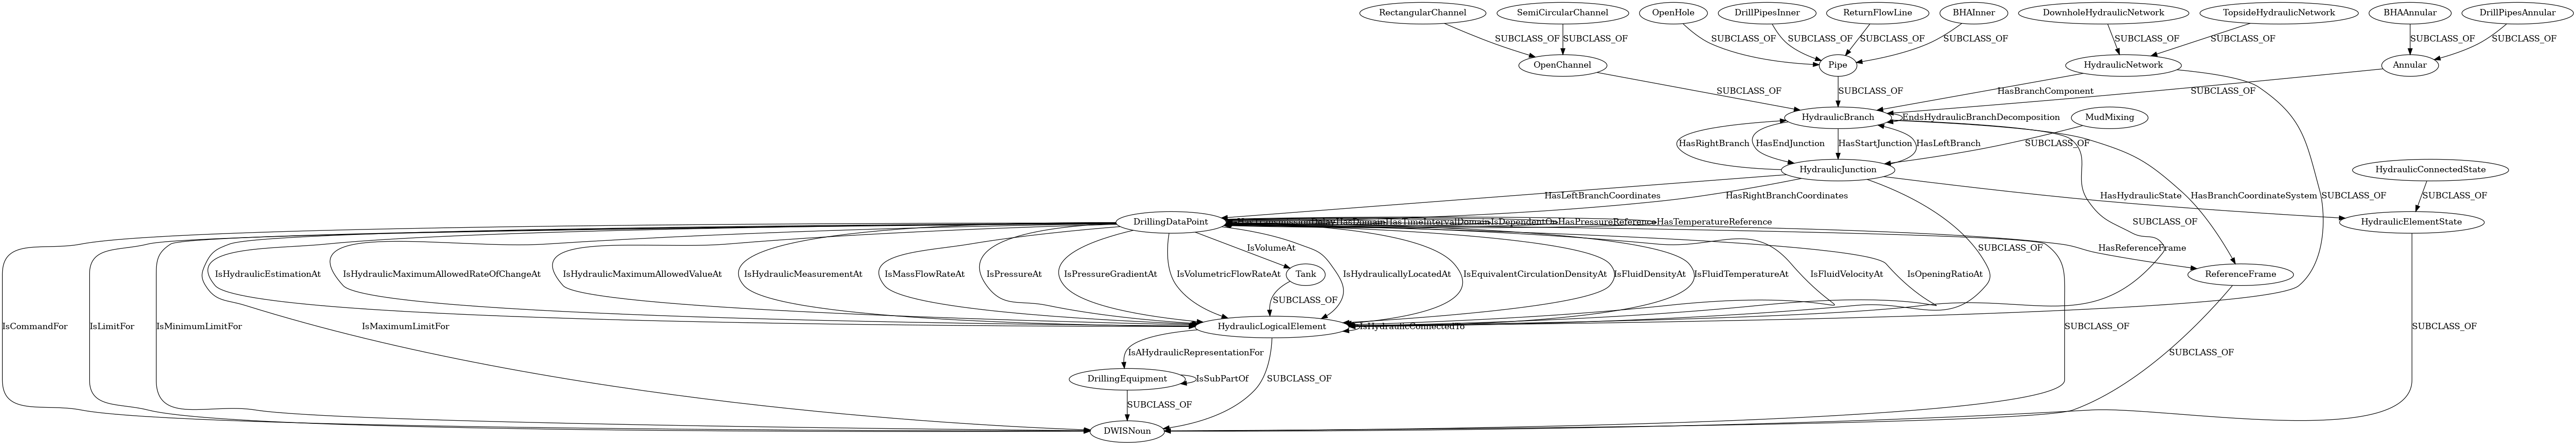 RectangularChannel
SemiCircularChannel
OpenHole
DrillPipesInner
ReturnFlowLine
BHAInner
DownholeHydraulicNetwork
TopsideHydraulicNetwork
BHAAnnular
DrillPipesAnnular
SUBCLASS_OF
SUBCLASS_OF
SUBCLASS_OF
SUBCLASS_OF
SUBCLASS_OF
SUBCLASS_OF
SUBCLASS_OF
SUBCLASS_OF
SUBCLASS_OF
SUBCLASS_OF
OpenChannel
Pipe
HydraulicNetwork
Annular
SUBCLASS_OF
SUBCLASS_OF
HasBranchComponent
SUBCLASS_OF
HydraulicBranch
EndsHydraulicBranchDecomposition
MudMixing
HasRightBranch
HasEndJunction
HasStartJunction
HasLeftBranch
SUBCLASS_OF
HydraulicJunction
HydraulicConnectedState
HasLeftBranchCoordinates
HasRightBranchCoordinates
HasHydraulicState
HasBranchCoordinateSystem
SUBCLASS_OF
SUBCLASS_OF
DrillingDataPoint
IsDependentOn
HasPressureReference
HasTemperatureReference
SUBCLASS_OF
HydraulicElementState
IsVolumeAt
SUBCLASS_OF
HasReferenceFrame
IsHydraulicEstimationAt
IsHydraulicMaximumAllowedRateOfChangeAt
IsHydraulicMaximumAllowedValueAt
IsHydraulicMeasurementAt
IsMassFlowRateAt
IsPressureAt
IsPressureGradientAt
IsVolumetricFlowRateAt
Tank
IsHydraulicallyLocatedAt
IsEquivalentCirculationDensityAt
IsFluidDensityAt
IsFluidTemperatureAt
IsFluidVelocityAt
IsOpeningRatioAt
ReferenceFrame
SUBCLASS_OF
IsCommandFor
IsLimitFor
IsMinimumLimitFor
IsMaximumLimitFor
HydraulicLogicalElement
IsHydraulicConnectedTo
SUBCLASS_OF
SUBCLASS_OF
IsAHydraulicRepresentationFor
SUBCLASS_OF
DrillingEquipment
IsSubPartOf
SUBCLASS_OF
SUBCLASS_OF
DWISNoun